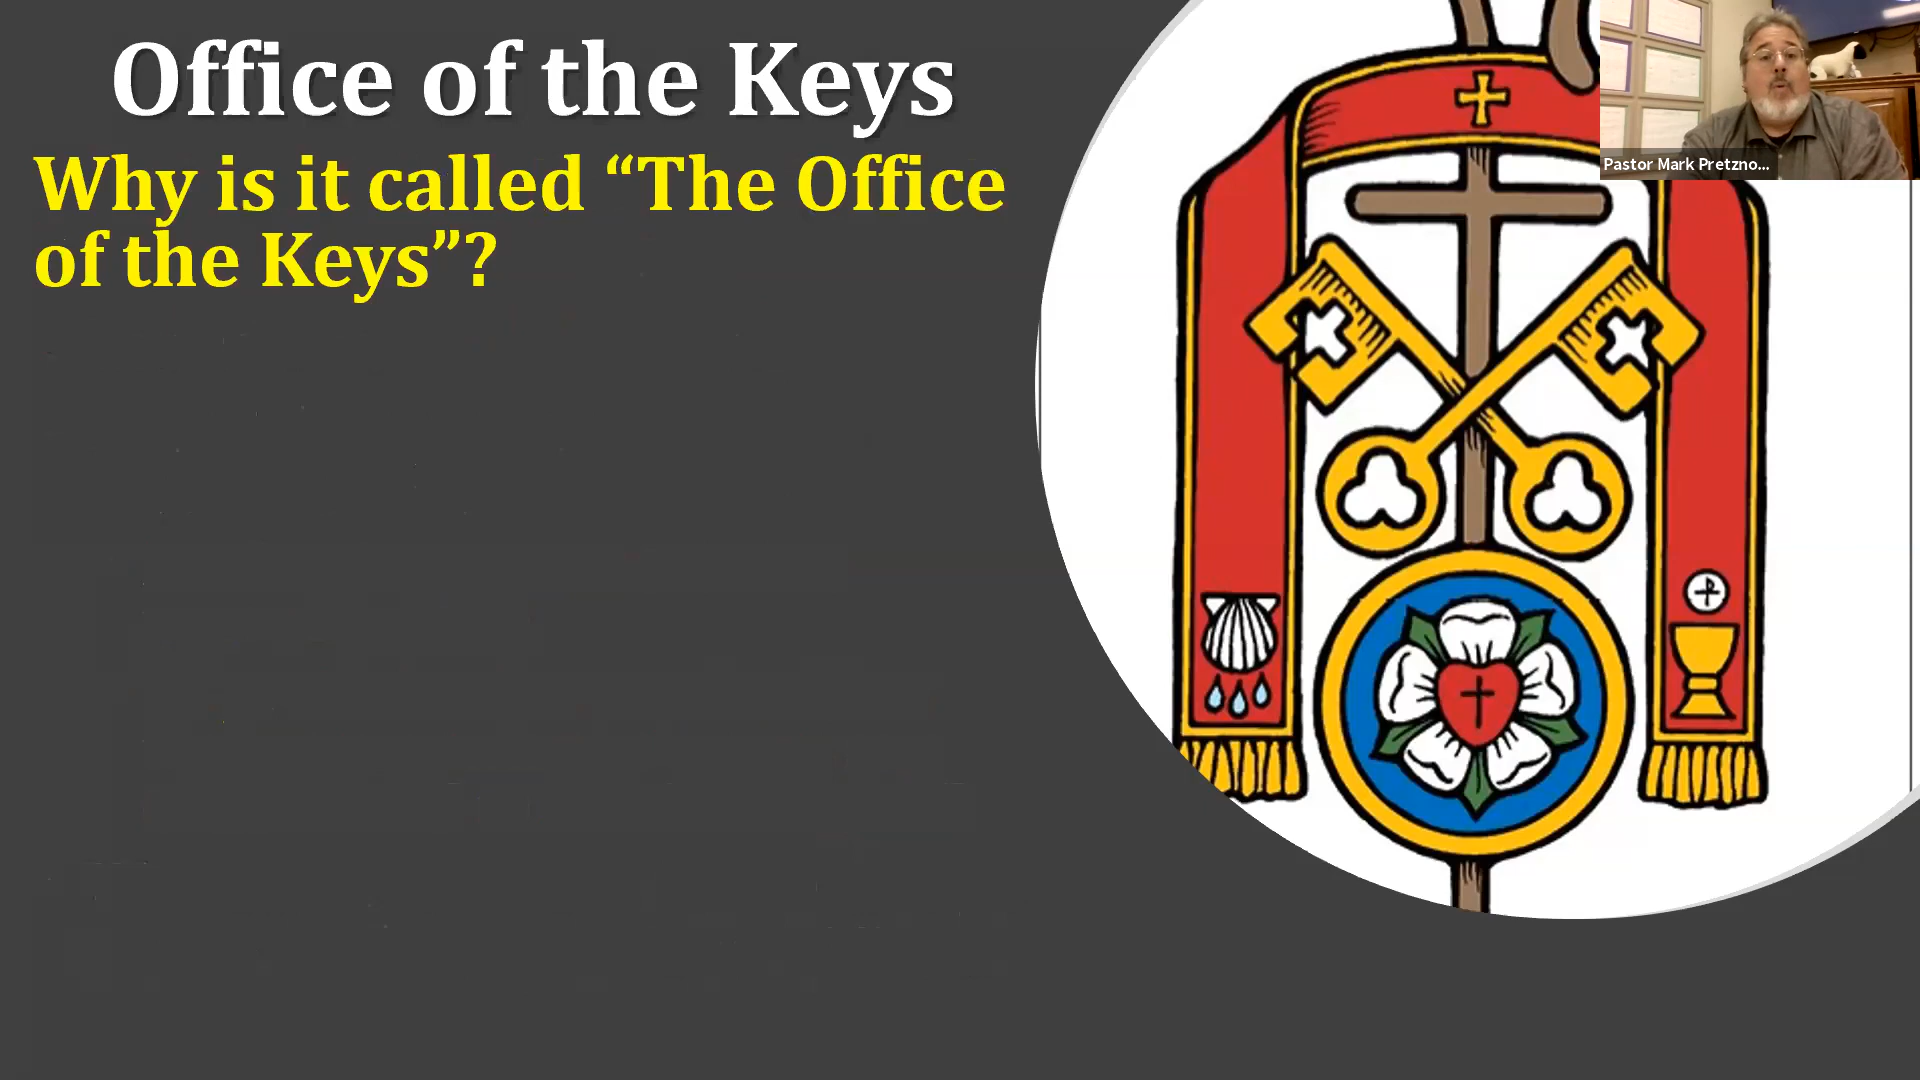 Office of the Keys
Why is it called “The Office
of the Keys”?
Pastor Mark Pretzno...